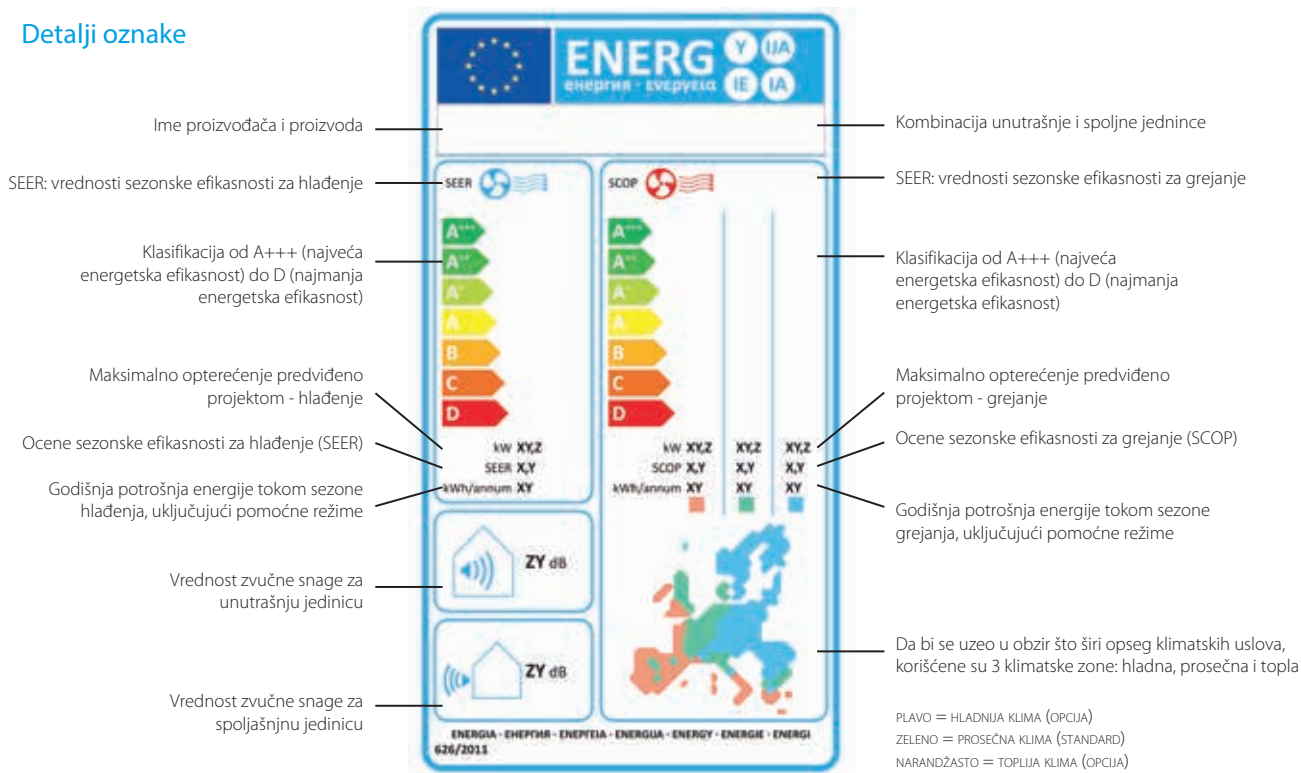 Detalji oznake
ENERG
енергия · ενεργεια
Y IJA
IE IA
Ime proizvođača i proizvoda
Kombinacija unutrašnje i spoljne jednince
SEER: vrednosti sezonske efikasnosti za hlađenje
SEER
SCOP
SEER: vrednosti sezonske efikasnosti za grejanje
Klasifikacija od A+++ (najveća
energetska efikasnost) do D (najmanja
energetska efikasnost)
A+++
A++
A+
A
B
C
D
A+++
A++
A+
A
B
C
D
Klasifikacija od A+++ (najveća
energetska efikasnost) do D (najmanja
energetska efikasnost)
Maksimalno opterećenje predviđeno
projektom - hlađenje
Ocene sezonske efikasnosti za hlađenje (SEER)
Godišnja potrošnja energije tokom sezone
hlađenja, uključujući pomoćne režime
kW XY,Z
SEER X,Y
kWh/annum XY
kW XY,Z XY,Z XY,Z
SCOP X,Y X,Y X,Y
kWh/annum XY XY XY
Maksimalno opterećenje predviđeno
projektom - grejanje
Ocene sezonske efikasnosti za grejanje (SCOP)
Godišnja potrošnja energije tokom sezone
grejanja, uključujući pomoćne režime
Vrednost zvučne snage za
unutrašnju jedinicu
ZY dB
Vrednost zvučne snage za
spoljašnjnu jedinicu
ZY dB
Da bi se uzeo u obzir što širi opseg klimatskih uslova,
korišćene su 3 klimatske zone: hladna, prosečna i topla
PLAVO = HLADNIJA KLIMA (OPCIJA)
ZELENO = PROSEČNA KLIMA (STANDARD)
NARANDŽASTO = TOPLIJA KLIMA (OPCIJA)
ENERGIA · ЕНЕРГИЯ · ΕΝΕΡΓΕΙΑ · ENERGIJA · ENERGY · ENERGIE · ENERGI
626/2011